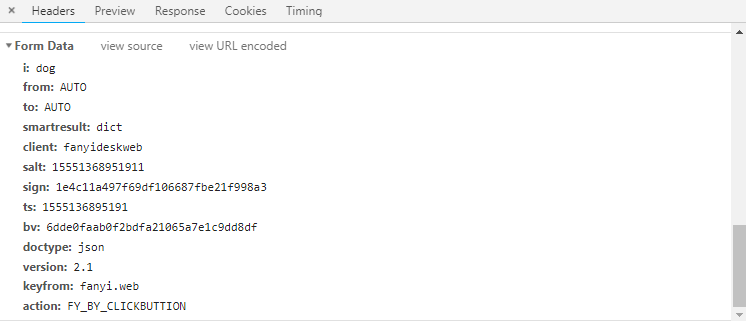 × Headers Preview Response Cookies Timing
▼Form Data view source view URL encoded
i: dog
from: AUTO
to: AUTO
smartresult: dict
client: fanyideskweb
salt: 15551368951911
sign: 1e4c11a497f69df106687fbe21f998a3
ts: 1555136895191
bv: 6dde0faab0f2bdfa21065a7e1c9dd8df
doctype: json
version: 2.1
keyfrom: fanyi.web
action: FY_BY_CLICKBUTTION